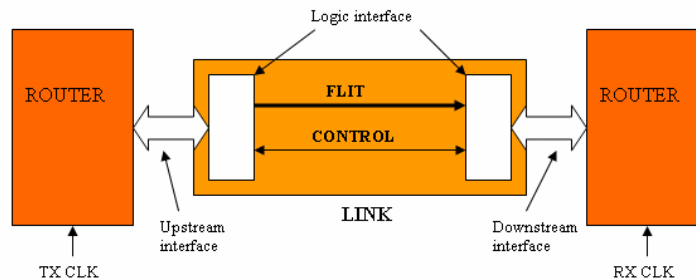 Logic interface
ROUTER
FLIT
ROUTER
CONTROL
LINK
Upstream
interface
Downstream
interface
TX CLK
RX CLK